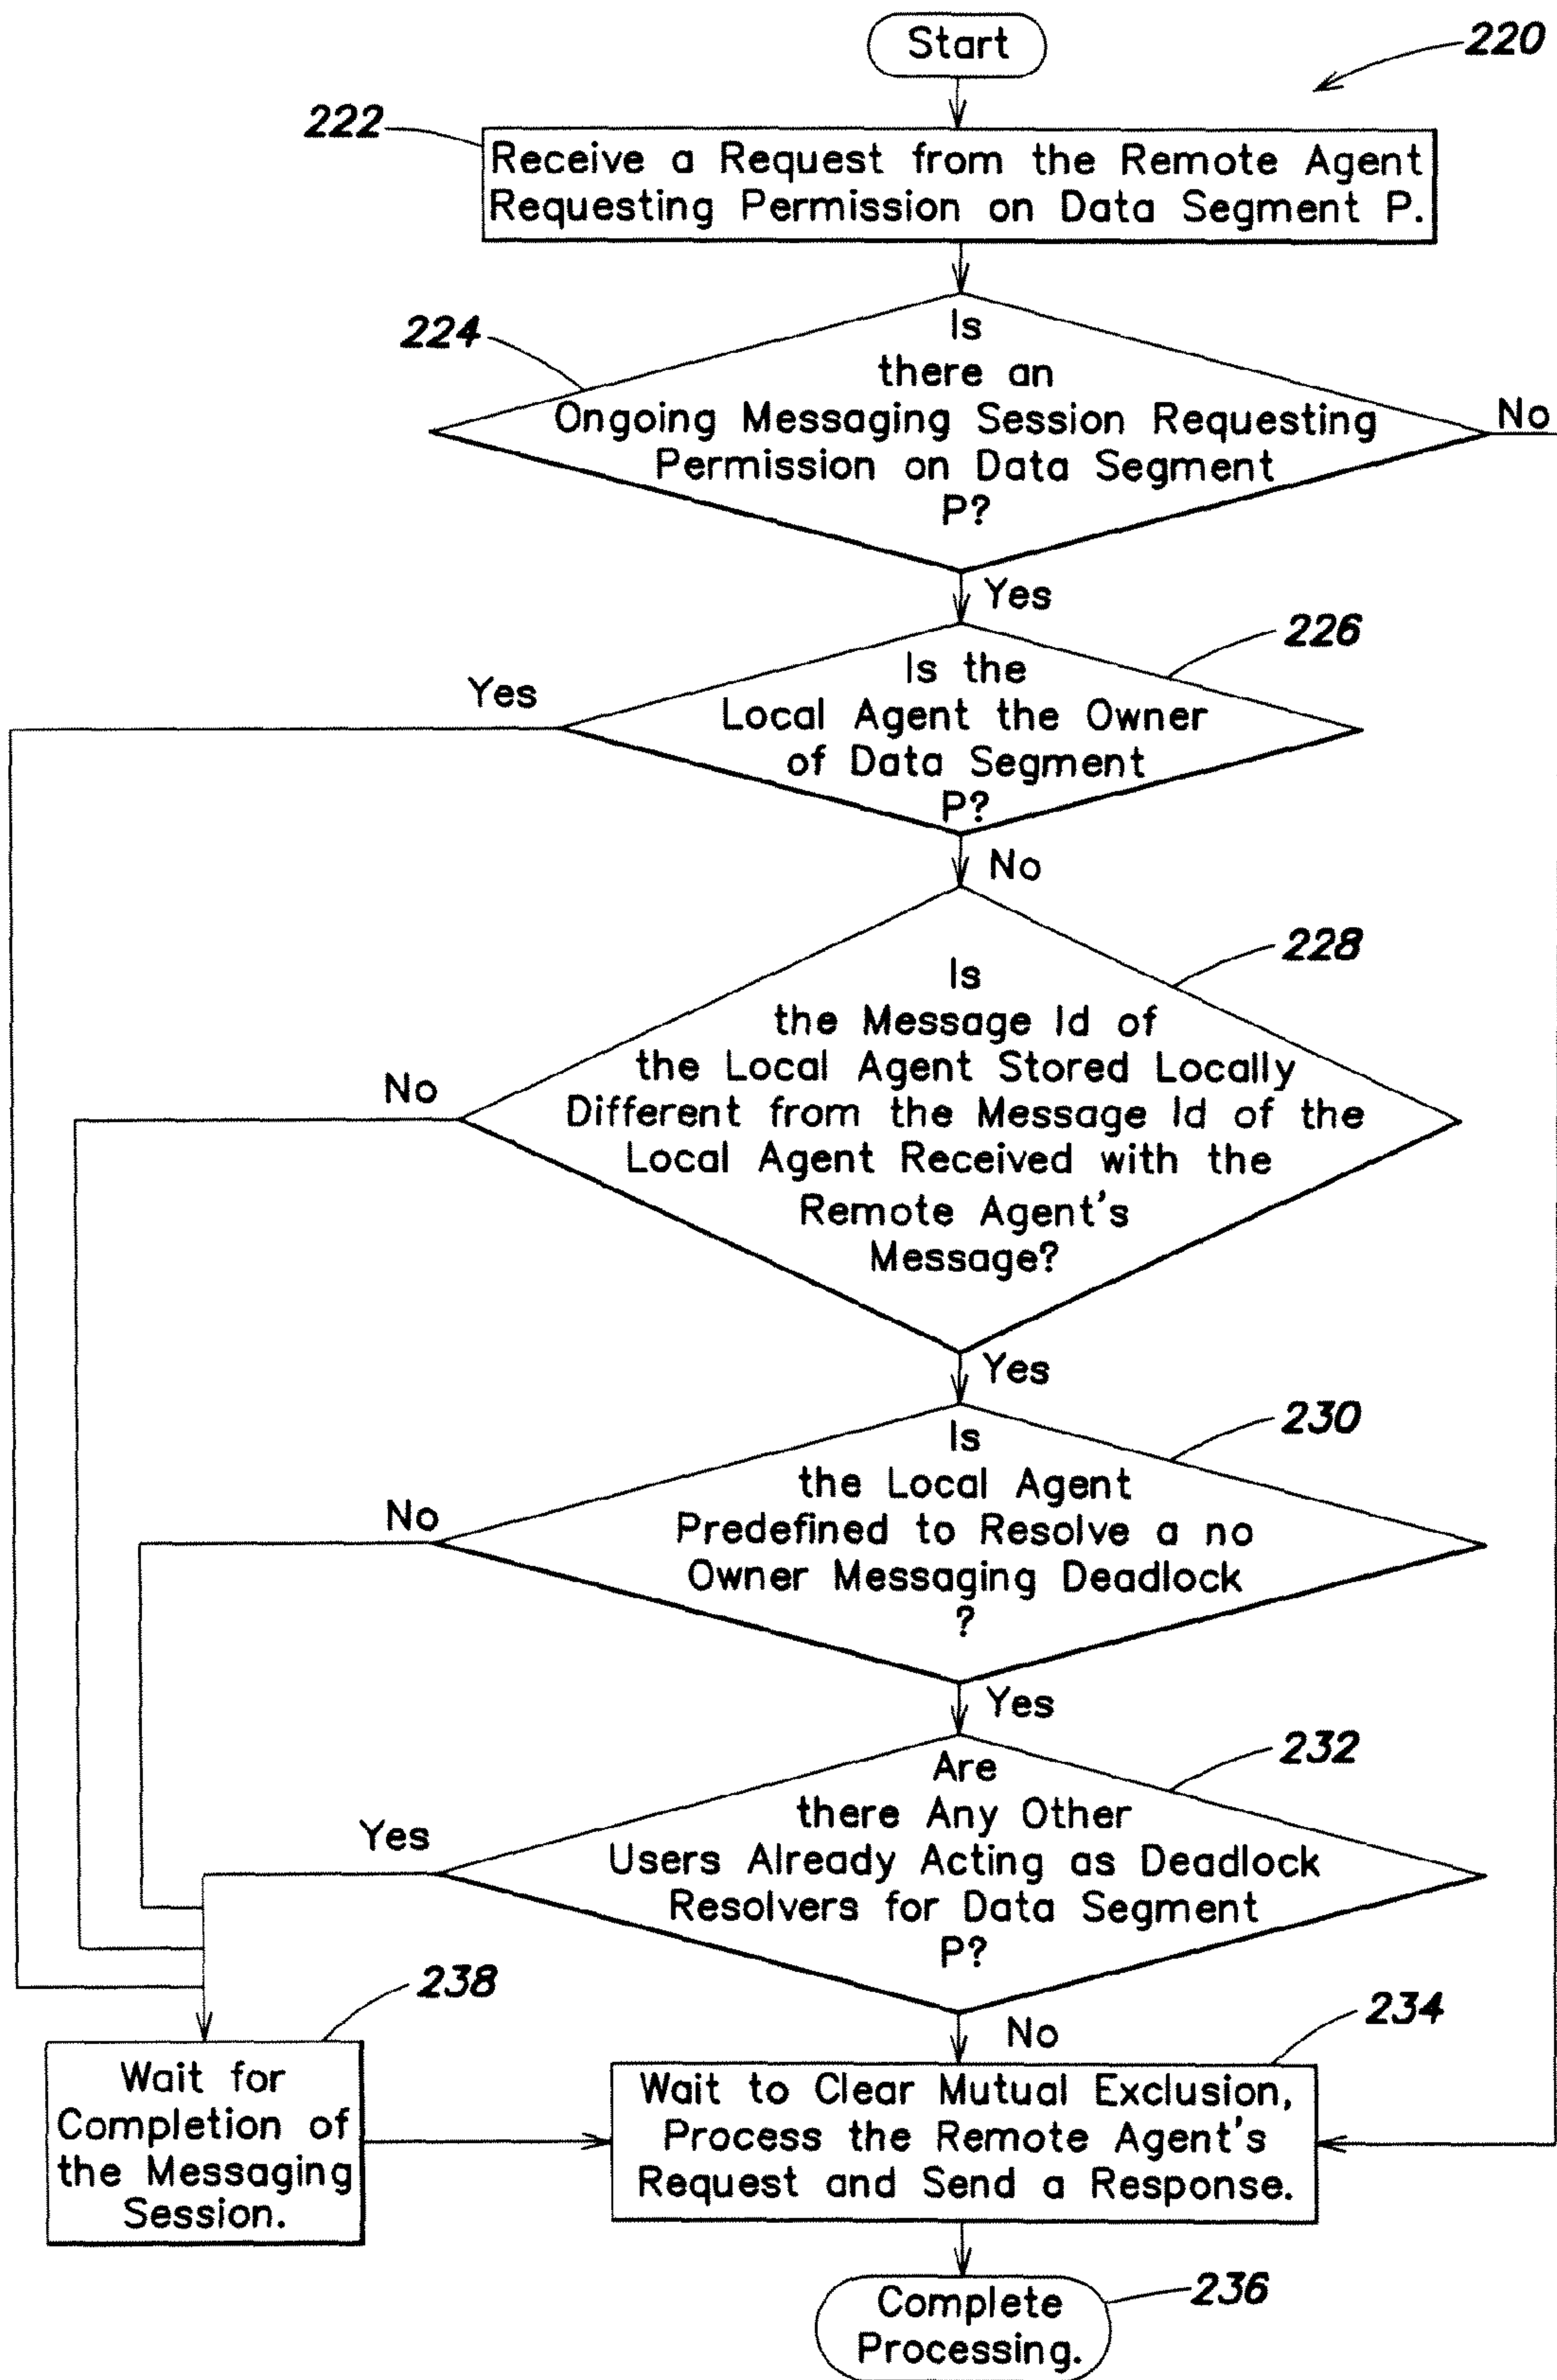 Start
220
222
Receive a Request from the Remote Agent
Requesting Permission on Data Segment P.
224
Is
there an
Ongoing Messaging Session Requesting
Permission on Data Segment
P?
No
Yes
226
Is the
Local Agent the Owner
of Data Segment
P?
Yes
No
228
Is
the Message Id of
the Local Agent Stored Locally
Different from the Message Id of the
Local Agent Received with the
Remote Agent's
Message?
No
Yes
230
Is
the Local Agent
Predefined to Resolve a no
Owner Messaging Deadlock
?
No
Yes
232
Are
there Any Other
Users Already Acting as Deadlock
Resolvers for Data Segment
P?
Yes
No
238
Wait for
Completion of
the Messaging
Session.
234
Wait to Clear Mutual Exclusion,
Process the Remote Agent's
Request and Send a Response.
236
Complete
Processing.